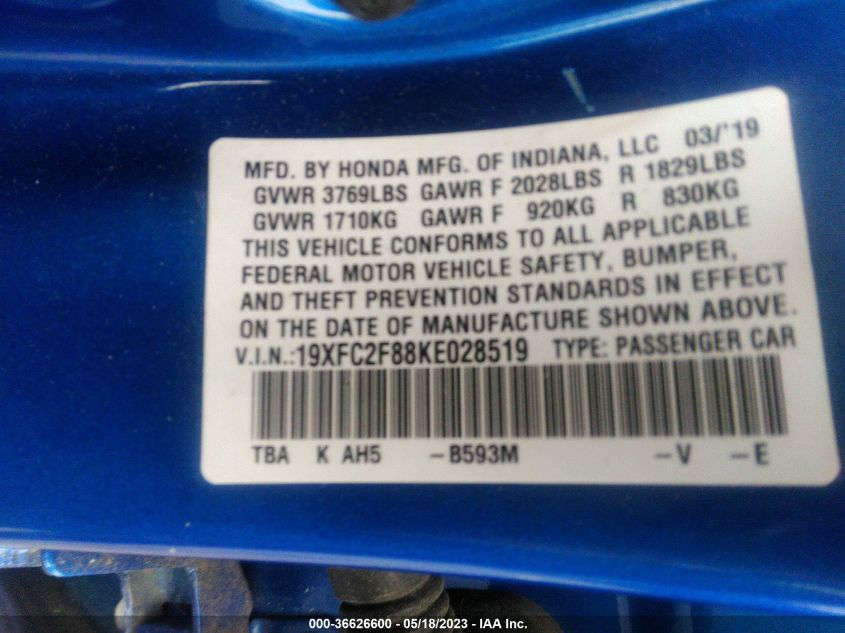 MFD. BY HONDA MFG. OF INDIANA, LLC 03/'19
GVWR 3769LBS GAWR F 2028LBS R 1829LBS
GVWR 1710KG GAWR F 920KG R 830KG
THIS VEHICLE CONFORMS TO ALL APPLICABLE
FEDERAL MOTOR VEHICLE SAFETY, BUMPER,
AND THEFT PREVENTION STANDARDS IN EFFECT
ON THE DATE OF MANUFACTURE SHOWN ABOVE.
V.I.N.:19XFC2F88KE028519 TYPE: PASSENGER CAR
TBA K AH5 -B593M -V -E
000-36626600 - 05/18/2023 - IAA Inc.